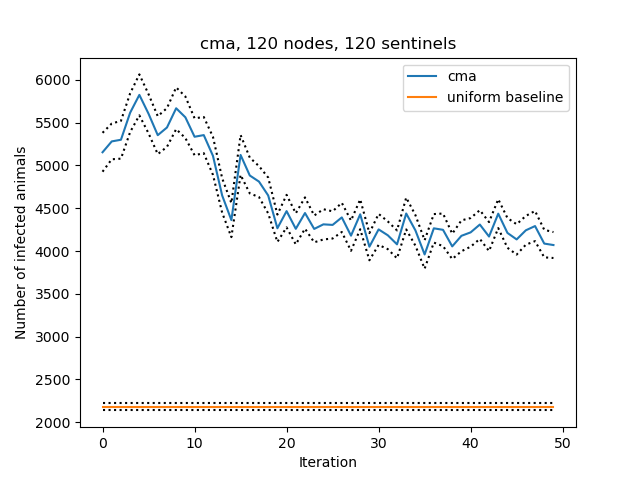 cma, 120 nodes, 120 sentinels
cma
uniform baseline
Number of infected animals
6000
5500
5000
4500
4000
3500
3000
2500
2000
0 10 20 30 40 50
Iteration